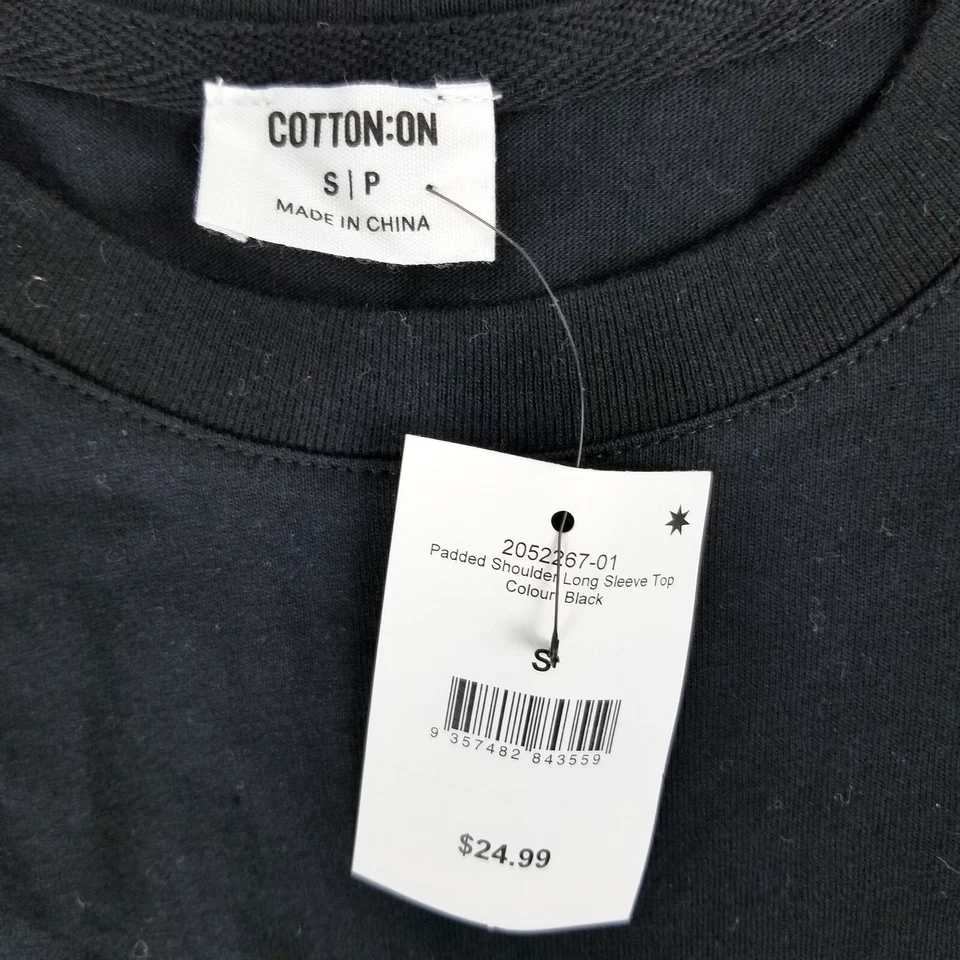 COTTON:ON
S | P
MADE IN CHINA
2052267-01
Padded Shoulder Long Sleeve Top
Colour: Black
S
9 357482 843559
$24.99